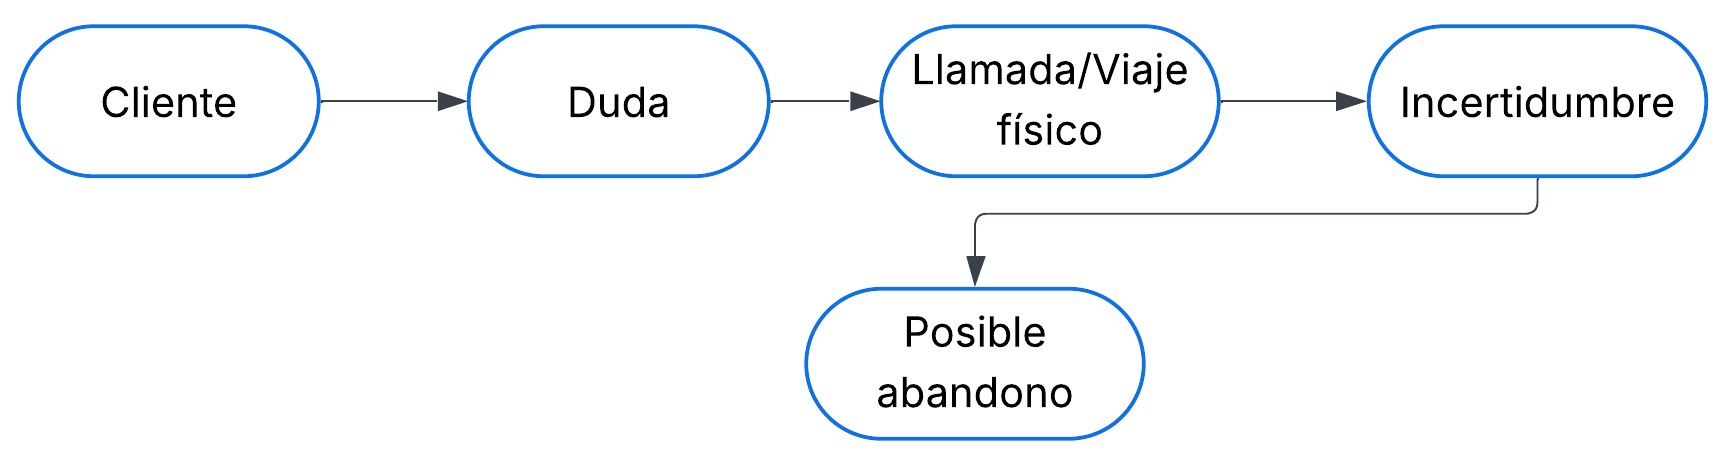 Cliente
Duda
Llamada/Viaje
físico
Incertidumbre
Posible
abandono